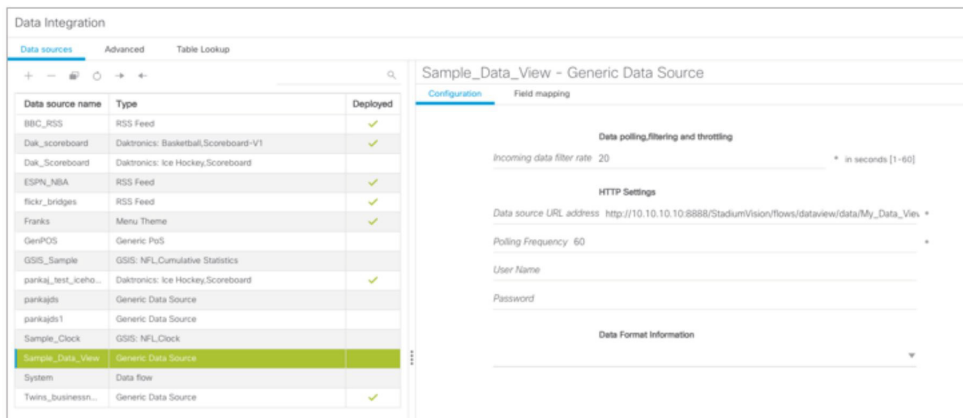 Data Integration
Data sources Advanced Table Lookup
Data source name Type Deployed
BBC_RSS RSS Feed
Dak_scoreboard Daktronics: Basketball,Scoreboard-V1
Dak_Scoreboard Daktronics: Ice Hockey,Scoreboard
ESPN_NBA RSS Feed
flickr_bridges RSS Feed
Franks Menu Theme
GenPOS Generic PoS
GSIS_Sample GSIS: NFL,Cumulative Statistics
pankaj_test_iceho... Daktronics: Ice Hockey,Scoreboard
pankajds Generic Data Source
pankajds1 Generic Data Source
Sample_Clock GSIS: NFL,Clock
Sample_Data_View Generic Data Source
System Data flow
Twins_businessn... Generic Data Source
Sample_Data_View - Generic Data Source
Configuration Field mapping
Data polling,filtering and throttling
Incoming data filter rate 20 * in seconds [1-60]
HTTP Settings
Data source URL address http://10.10.10.10:8888/StadiumVision/flows/dataview/data/My_Data_View *
Polling Frequency 60 *
User Name
Password
Data Format Information